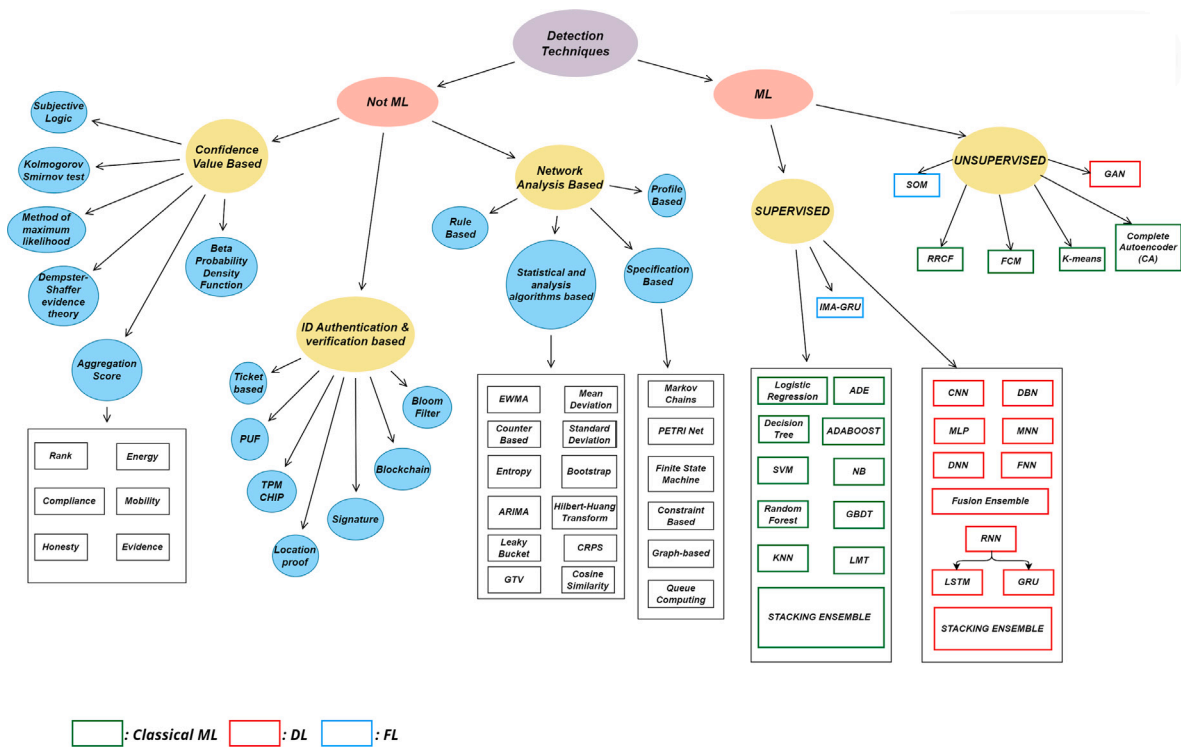 Detection
Techniques
Not ML
ML
Subjective
Logic
Kolmogorov
Smirnov test
Method of
maximum
likelihood
Dempster-
Shaffer
evidence
theory
Confidence
Value Based
Beta
Probability
Density
Function
Aggregation
Score
Rank
Energy
Compliance
Mobility
Honesty
Evidence
ID Authentication &
verification based
Ticket
based
PUF
TPM
CHIP
Location
proof
Signature
Blockchain
Bloom
Filter
Network
Analysis Based
Rule
Based
Profile
Based
Statistical and
analysis
algorithms based
Specification
Based
EWMA
Mean
Deviation
Counter
Based
Standard
Deviation
Entropy
Bootstrap
ARIMA
Hilbert-Huang
Transform
Leaky
Bucket
CRPS
GTV
Cosine
Similarity
Markov
Chains
PETRI Net
Finite State
Machine
Constraint
Based
Graph-based
Queue
Computing
SUPERVISED
IMA-GRU
Logistic
Regression
ADE
Decision
Tree
ADABOOST
SVM
NB
Random
Forest
GBDT
KNN
LMT
STACKING ENSEMBLE
CNN
DBN
MLP
MNN
DNN
FNN
Fusion Ensemble
RNN
LSTM
GRU
STACKING ENSEMBLE
UNSUPERVISED
SOM
GAN
RRCF
FCM
K-means
Complete
Autoencoder
(CA)
: Classical ML
: DL
: FL